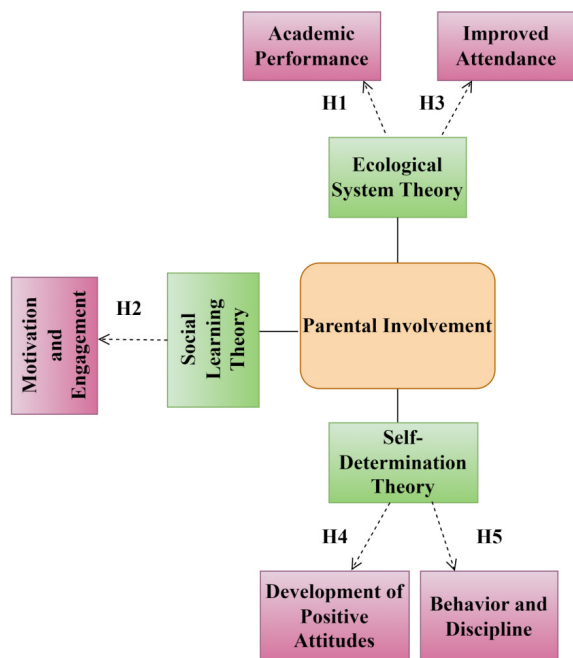 Academic
Performance
Improved
Attendance
H1
H3
Ecological
System Theory
Motivation
and
Engagement
H2
Social
Learning
Theory
Parental Involvement
Self-
Determination
Theory
H4
H5
Development of
Positive
Attitudes
Behavior and
Discipline